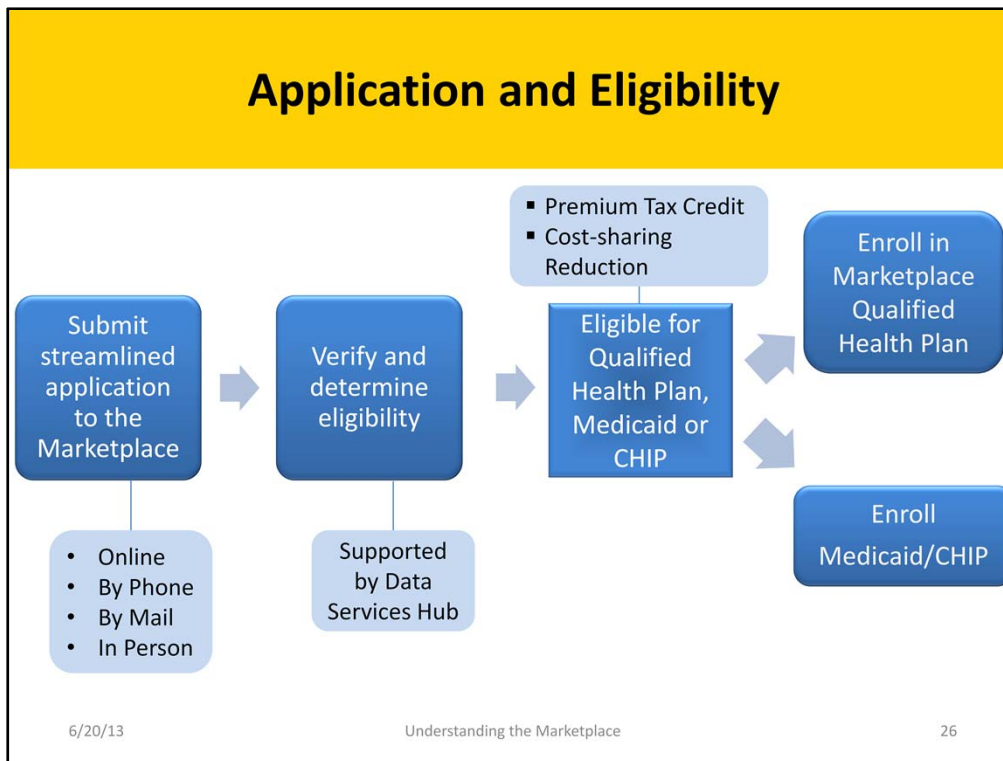 Application and Eligibility
Submit
streamlined
application
to the
Marketplace
• Online
• By Phone
• By Mail
• In Person
Verify and
determine
eligibility
Supported
by Data
Services Hub
▪ Premium Tax Credit
▪ Cost-sharing
Reduction
Eligible for
Qualified
Health Plan,
Medicaid or
CHIP
Enroll in
Marketplace
Qualified
Health Plan
Enroll
Medicaid/CHIP
6/20/13
Understanding the Marketplace
26